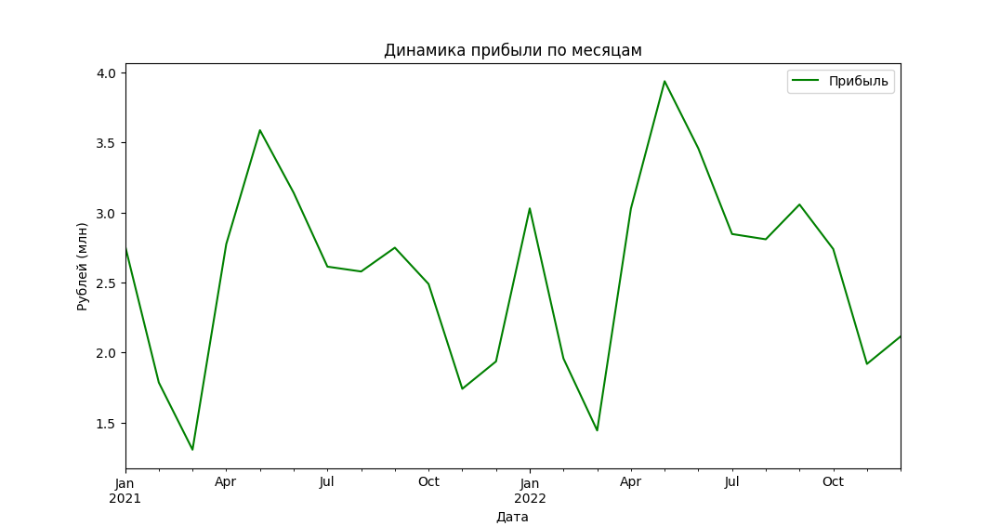 Динамика прибыли по месяцам
Прибыль
4.0
3.5
3.0
2.5
2.0
1.5
Рублей (млн)
Jan Apr Jul Oct Jan Apr Jul Oct
2021 2022
Дата